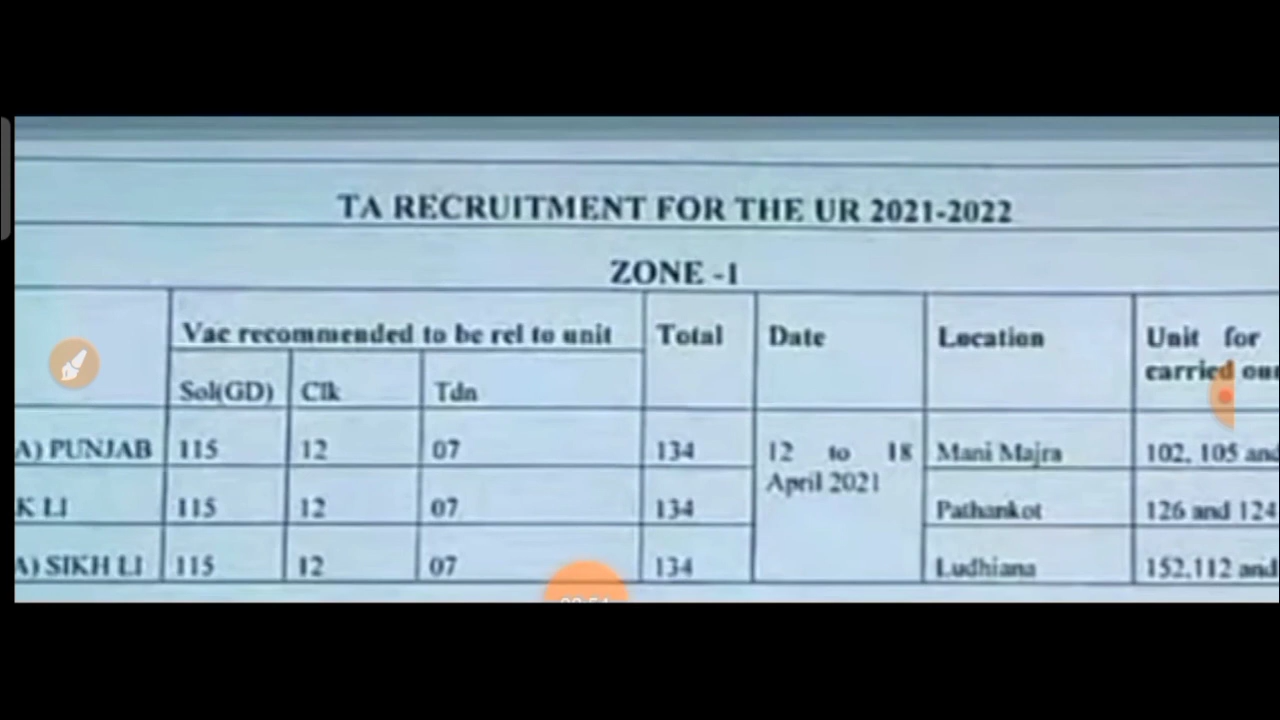 TA RECRUITMENT FOR THE UR 2021-2022
ZONE -1
Vac recommended to be rel to unit Total Date Location Unit for
carried
Sol(GD) Clk Tdn
A) PUNJAB 115 12 07 134 12 to 18 Mani Majra 102, 105 and
April 2021
K LI 115 12 07 134 Pathankot 126 and 124
A) SIKH LI 115 12 07 134 Ludhiana 152,112 and